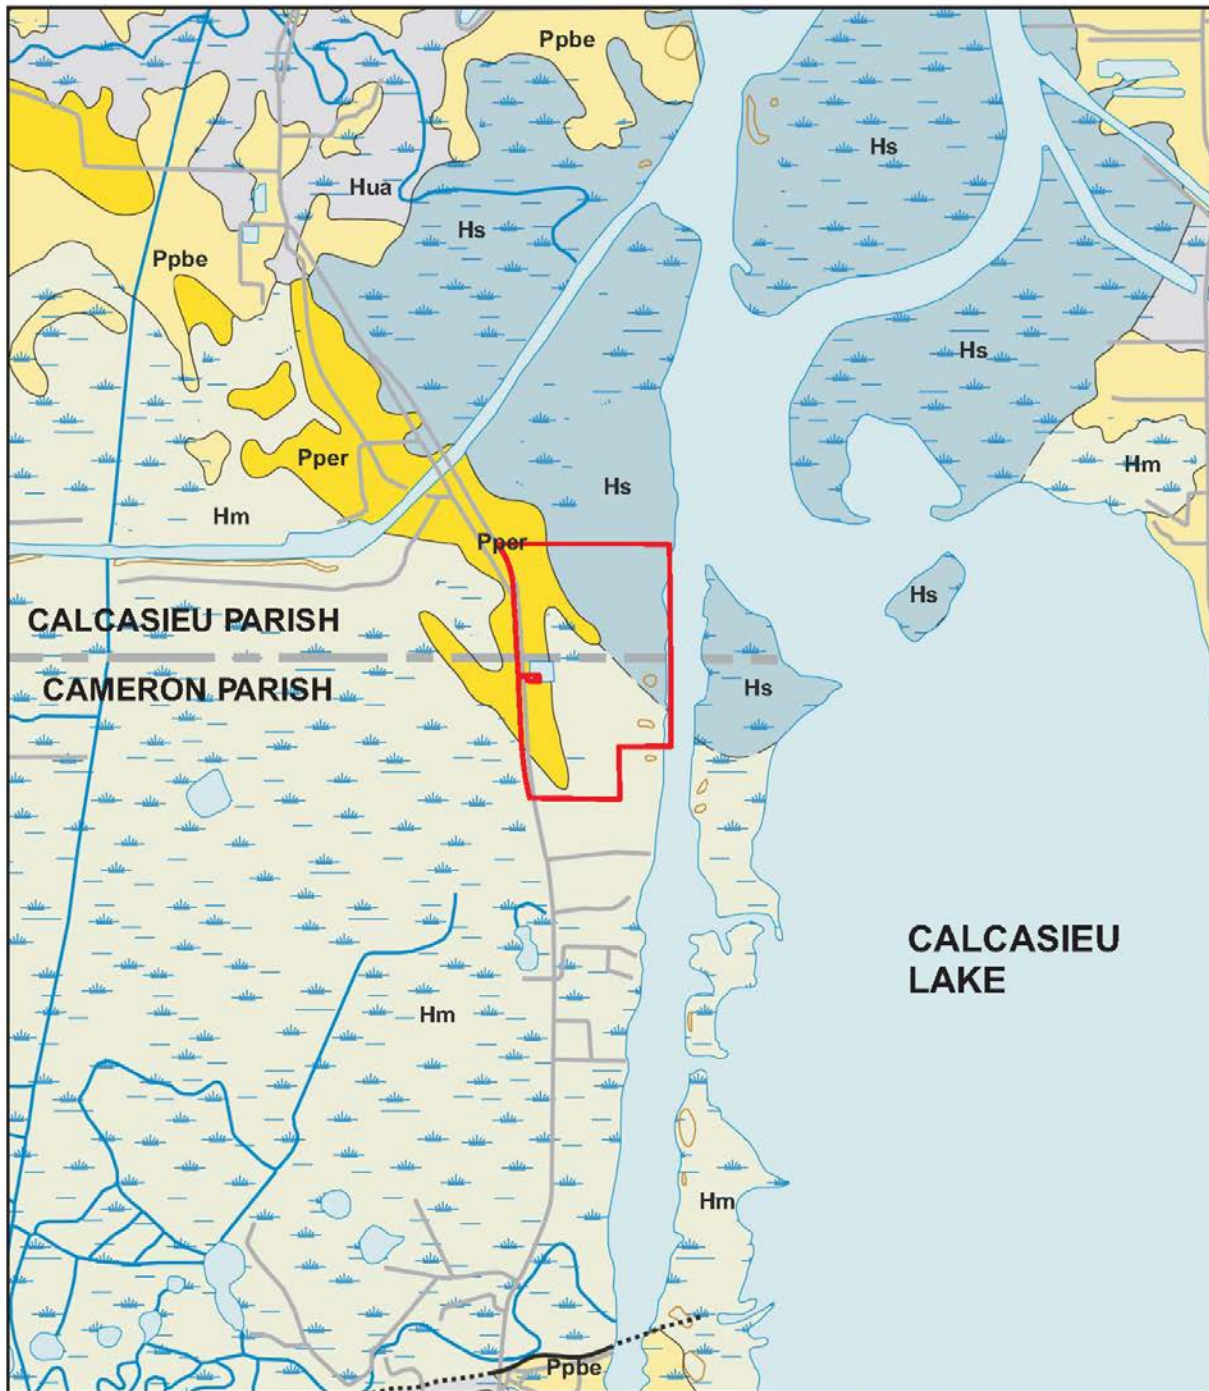 Ppbe
Hs
Hua
Hs
Ppbe
Hs
Pper
Hm
Hs
Hm
Pper
Hs
CALCASIEU PARISH
CAMERON PARISH
Hs
CALCASIEU
LAKE
Hm
Hm
Ppbe